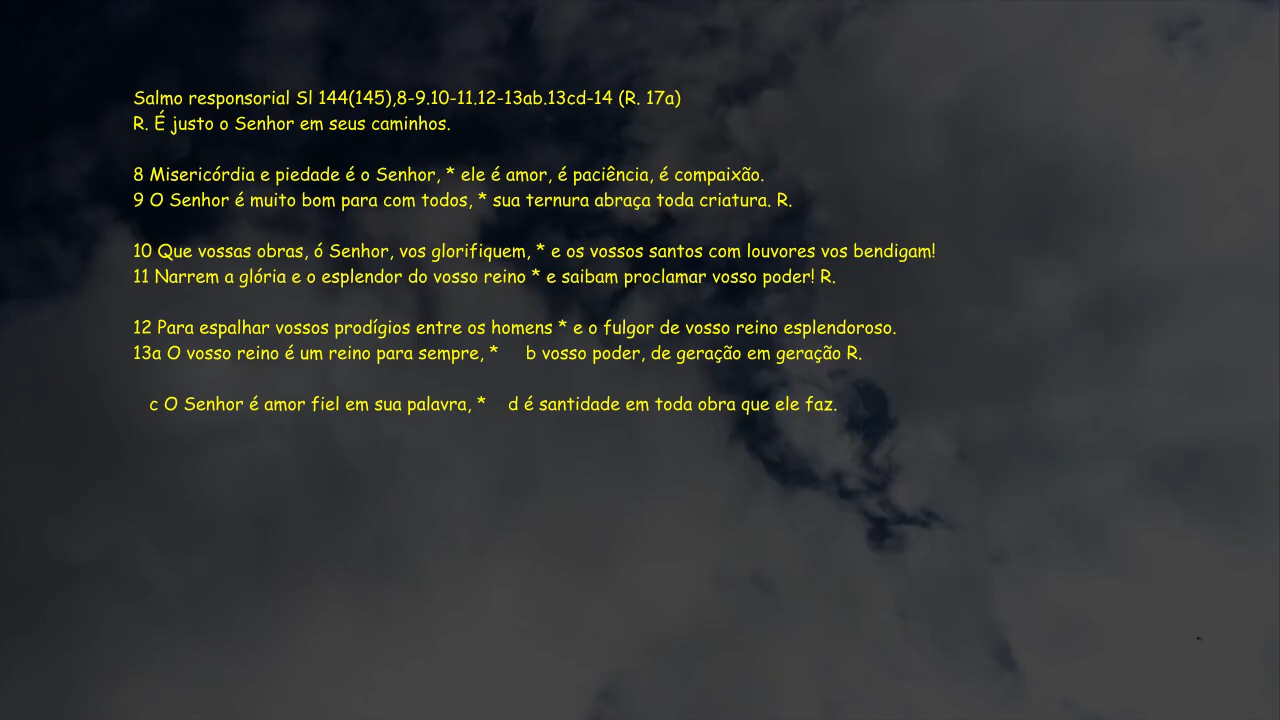 Salmo responsorial Sl 144(145),8-9.10-11.12-13ab.13cd-14 (R. 17a)
R. É justo o Senhor em seus caminhos.
8 Misericórdia e piedade é o Senhor, * ele é amor, é paciência, é compaixão.
9 O Senhor é muito bom para com todos, * sua ternura abraça toda criatura. R.
10 Que vossas obras, ó Senhor, vos glorifiquem, * e os vossos santos com louvores vos bendigam!
11 Narrem a glória e o esplendor do vosso reino * e saibam proclamar vosso poder! R.
12 Para espalhar vossos prodígios entre os homens * e o fulgor de vosso reino esplendoroso.
13a O vosso reino é um reino para sempre, * b vosso poder, de geração em geração R.
c O Senhor é amor fiel em sua palavra, * d é santidade em toda obra que ele faz.